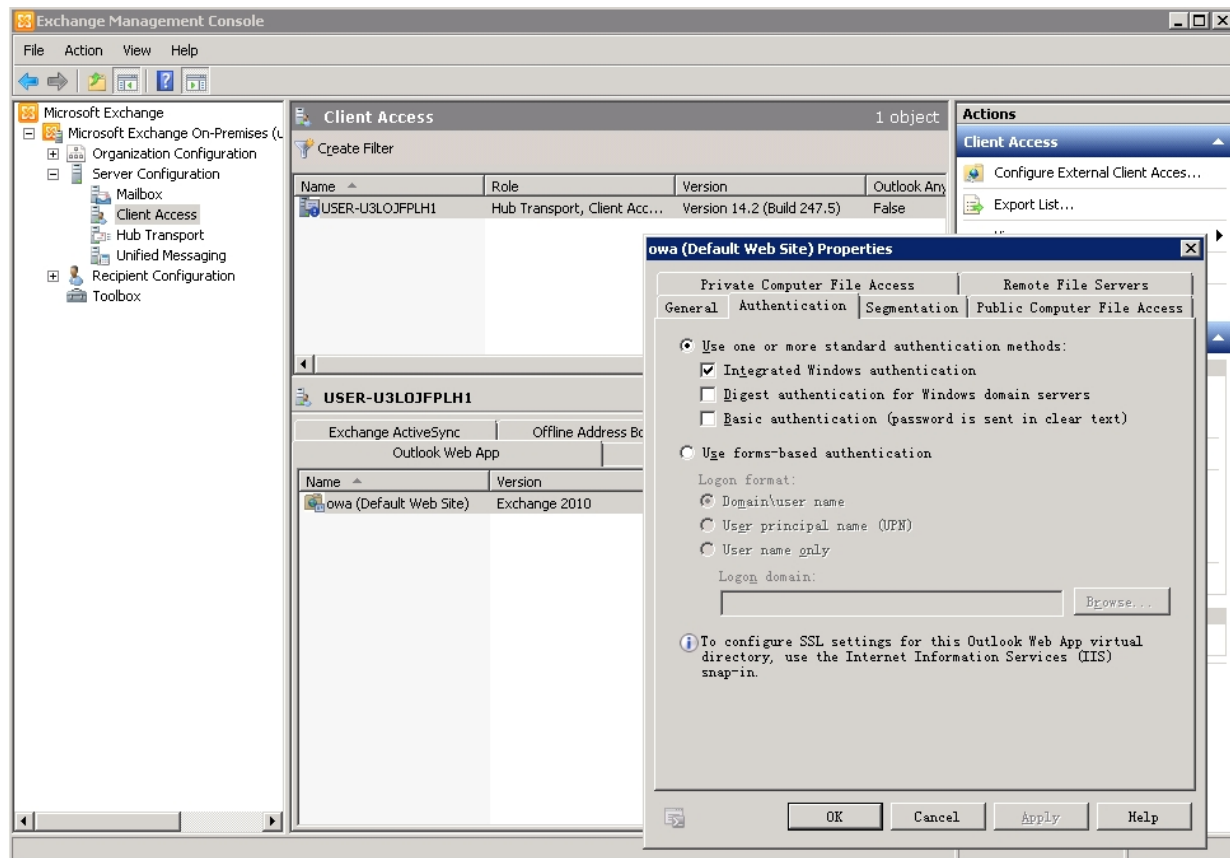 Exchange Management Console
File Action View Help
Microsoft Exchange
Microsoft Exchange On-Premises (u
Organization Configuration
Server Configuration
Mailbox
Client Access
Hub Transport
Unified Messaging
Recipient Configuration
Toolbox
Client Access 1 object
Create Filter
Name Role Version Outlook Any
USER-U3LOJFPLH1 Hub Transport, Client Acc... Version 14.2 (Build 247.5) False
USER-U3LOJFPLH1
Exchange ActiveSync Offline Address Bo
Outlook Web App
Name Version
owa (Default Web Site) Exchange 2010
Actions
Client Access
Configure External Client Acces...
Export List...
owa (Default Web Site) Properties
Private Computer File Access Remote File Servers
General Authentication Segmentation Public Computer File Access
Use one or more standard authentication methods:
Integrated Windows authentication
Digest authentication for Windows domain servers
Basic authentication (password is sent in clear text)
Use forms-based authentication
Logon format:
Domain\user name
User principal name (UPN)
User name only
Logon domain:
Browse...
To configure SSL settings for this Outlook Web App virtual
directory, use the Internet Information Services (IIS)
snap-in.
OK Cancel Apply Help